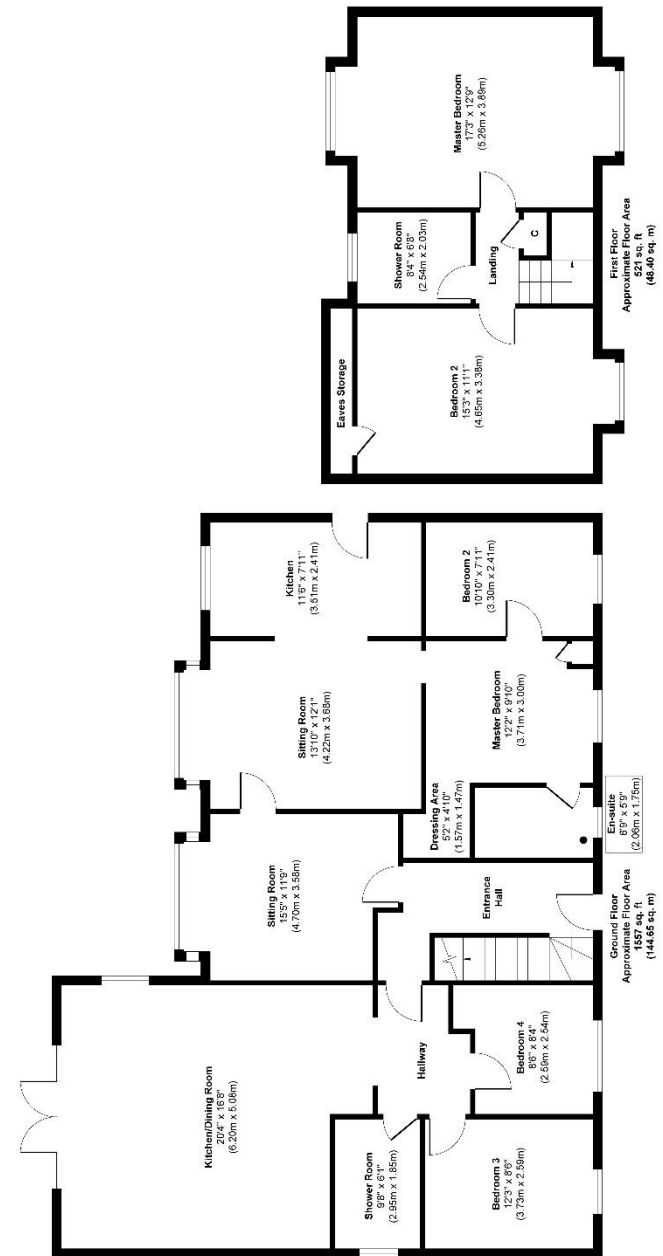 Kitchen/Dining Room
20'4" x 16'8"
(6.20m x 5.08m)
Sitting Room
15'5" x 11'9"
(4.70m x 3.58m)
Sitting Room
13'10" x 12'1"
(4.22m x 3.68m)
Kitchen
11'6" x 7'11"
(3.51m x 2.41m)
Shower Room
9'8" x 6'1"
(2.95m x 1.85m)
Hallway
Dressing Area
5'2" x 4'10"
(1.57m x 1.47m)
Master Bedroom
12'2" x 9'10"
(3.71m x 3.00m)
Bedroom 2
10'10" x 7'11"
(3.30m x 2.41m)
Bedroom 3
12'3" x 8'6"
(3.73m x 2.59m)
Bedroom 4
8'6" x 8'4"
(2.59m x 2.54m)
Entrance
Hall
En-suite
6'9" x 5'9"
(2.06m x 1.75m)
Ground Floor
Approximate Floor Area
1557 sq. ft
(144.65 sq. m)
Eaves Storage
Bedroom 2
15'3" x 11'1"
(4.65m x 3.38m)
Shower Room
8'4" x 6'8"
(2.54m x 2.03m)
Landing
C
Master Bedroom
17'3" x 12'9"
(5.26m x 3.89m)
First Floor
Approximate Floor Area
521 sq. ft
(48.40 sq. m)